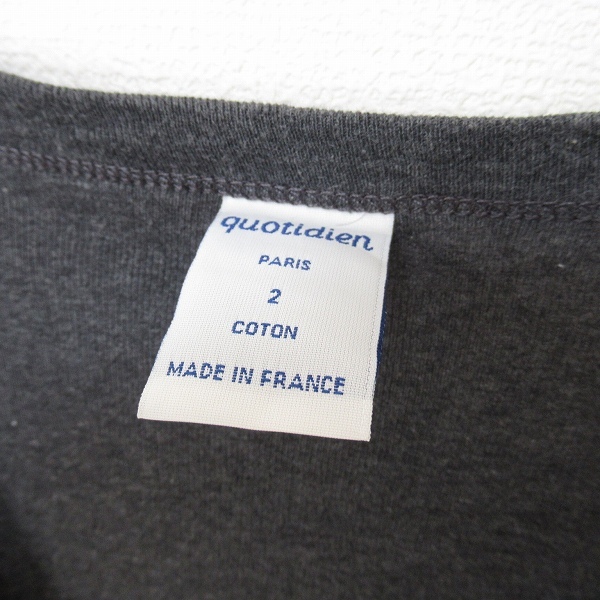 quotidien
PARIS
2
COTON
MADE IN FRANCE